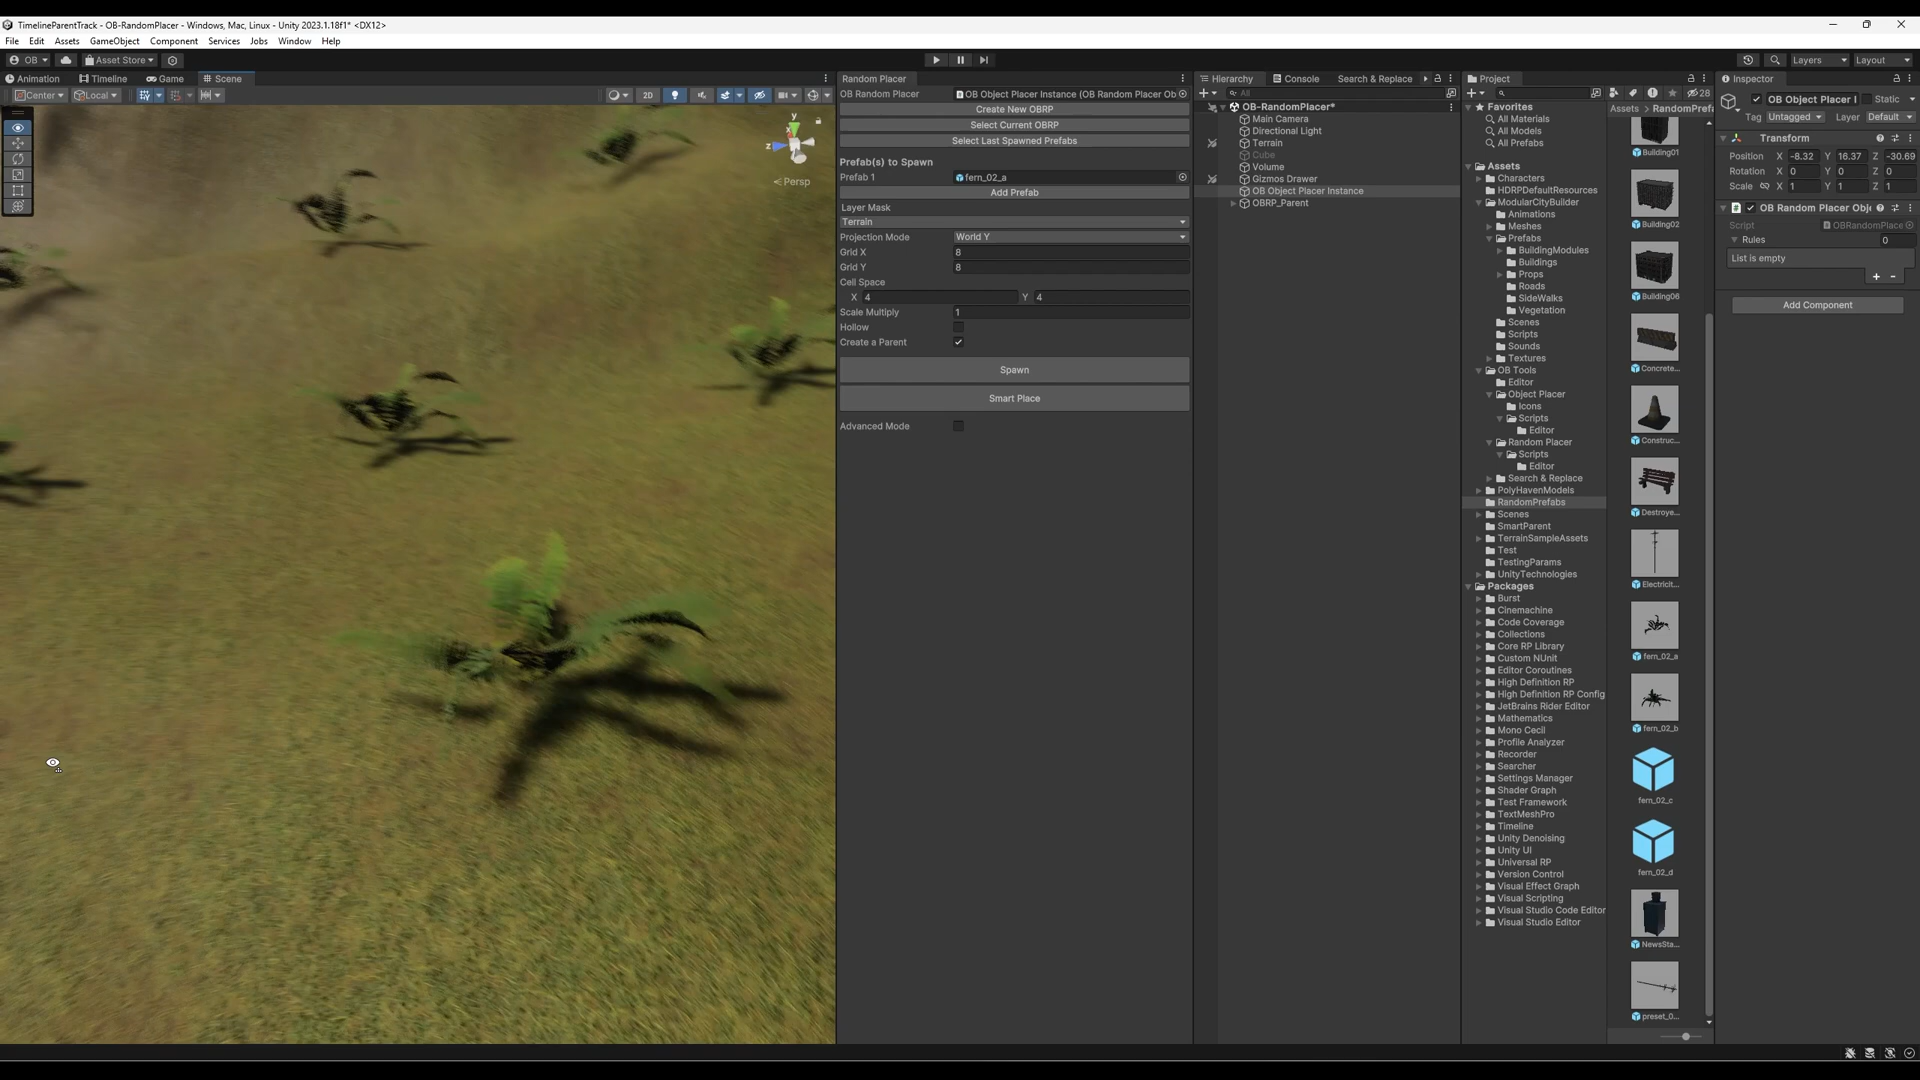 TimelineParentTrack - OB-RandomPlacer - Windows, Mac, Linux - Unity 2023.1.18f1* <DX12>
File Edit Assets GameObject Component Services Jobs Window Help
OB Asset Store Layers Layout
Animation Timeline Game Scene
Center Local 2D
y
x
z
Persp
Random Placer
OB Random Placer OB Object Placer Instance (OB Random Placer Ob
Create New OBRP
Select Current OBRP
Select Last Spawned Prefabs
Prefab(s) to Spawn
Prefab 1 fern_02_a
Add Prefab
Layer Mask
Terrain
Projection Mode World Y
Grid X 8
Grid Y 8
Cell Space
X 4 Y 4
Scale Multiply 1
Hollow
Create a Parent
Spawn
Smart Place
Advanced Mode
Hierarchy Console Search & Replace
All
OB-RandomPlacer*
Main Camera
Directional Light
Terrain
Cube
Volume
Gizmos Drawer
OB Object Placer Instance
OBRP_Parent
Project
28
Favorites
All Materials
All Models
All Prefabs
Assets
Characters
HDRPDefaultResources
ModularCityBuilder
Animations
Meshes
Prefabs
BuildingModules
Buildings
Props
Roads
SideWalks
Vegetation
Scenes
Scripts
Sounds
Textures
OB Tools
Editor
Object Placer
Icons
Scripts
Editor
Random Placer
Scripts
Editor
Search & Replace
PolyHavenModels
RandomPrefabs
Scenes
SmartParent
TerrainSampleAssets
Test
TestingParams
UnityTechnologies
Packages
Burst
Cinemachine
Code Coverage
Collections
Core RP Library
Custom NUnit
Editor Coroutines
High Definition RP
High Definition RP Config
JetBrains Rider Editor
Mathematics
Mono Cecil
Profile Analyzer
Recorder
Searcher
Settings Manager
Shader Graph
Test Framework
TextMeshPro
Timeline
Unity Denoising
Unity UI
Universal RP
Version Control
Visual Effect Graph
Visual Scripting
Visual Studio Code Editor
Visual Studio Editor
Assets > RandomPref
Building01
Building02
Building06
Concrete...
Construc...
Destroye...
Electricit...
fern_02_a
fern_02_b
fern_02_c
fern_02_d
NewsSta...
preset_0...
Inspector
OB Object Placer I Static
Tag Untagged Layer Default
Transform
Position X -8.32 Y 16.37 Z -30.69
Rotation X 0 Y 0 Z 0
Scale X 1 Y 1 Z 1
OB Random Placer Obj
Script OBRandomPlace
Rules 0
List is empty
+ -
Add Component